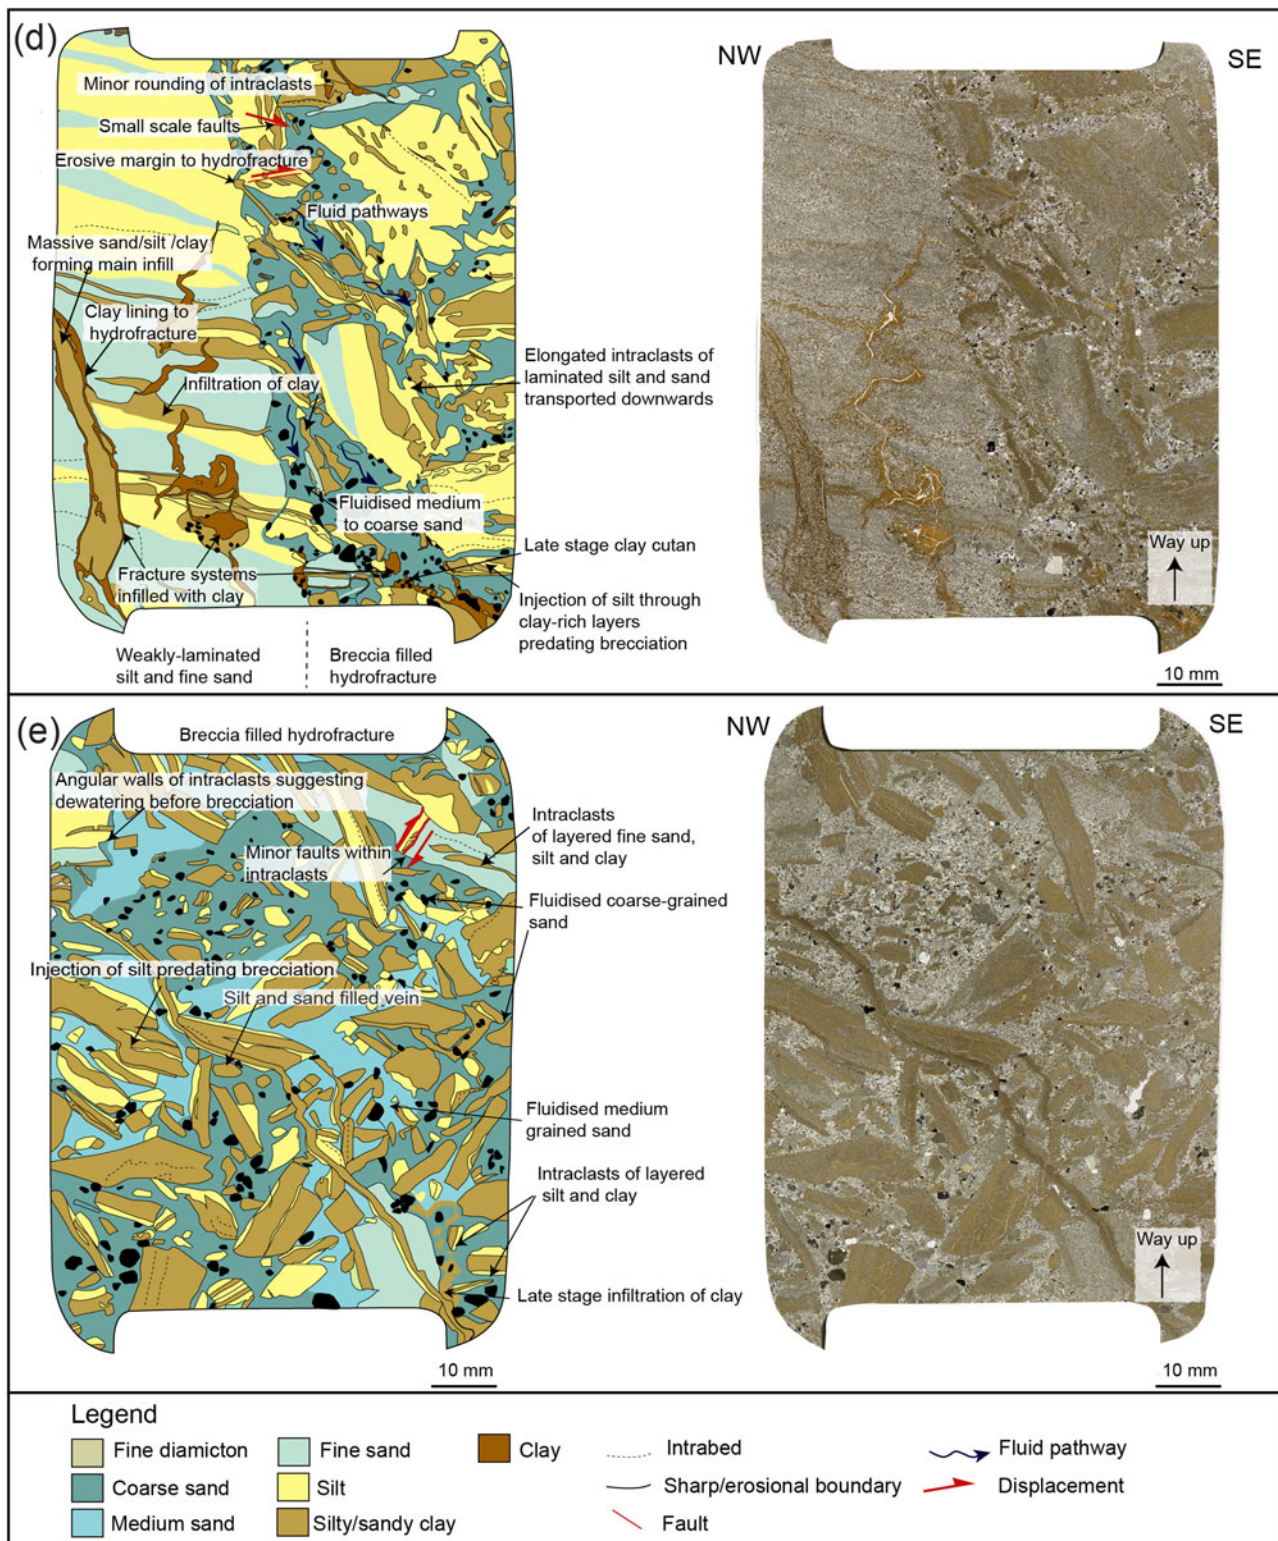 (d)
NW
SE
Minor rounding of intraclasts
Small scale faults
Erosive margin to hydrofracture
Fluid pathways
Massive sand/silt /clay
forming main infill
Clay lining to
hydrofracture
Infiltration of clay
Elongated intraclasts of
laminated silt and sand
transported downwards
Fluidised medium
to coarse sand
Late stage clay cutan
Fracture systems
infilled with clay
Injection of silt through
clay-rich layers
predating brecciation
Way up
Weakly-laminated
silt and fine sand
Breccia filled
hydrofracture
10 mm
(e)
NW
SE
Breccia filled hydrofracture
Angular walls of intraclasts suggesting
dewatering before brecciation
Intraclasts
of layered fine sand,
silt and clay
Minor faults within
intraclasts
Fluidised coarse-grained
sand
Injection of silt predating brecciation
Silt and sand filled vein
Fluidised medium
grained sand
Intraclasts of layered
silt and clay
Way up
Late stage infiltration of clay
10 mm
10 mm
Legend
Fine diamicton
Fine sand
Clay
Intrabed
Fluid pathway
Coarse sand
Silt
Sharp/erosional boundary
Displacement
Medium sand
Silty/sandy clay
Fault